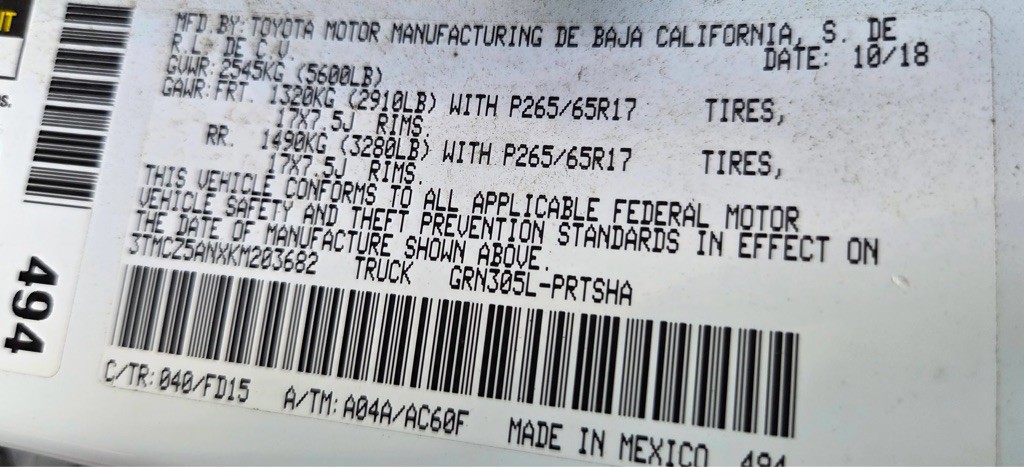 MFD. BY: TOYOTA MOTOR MANUFACTURING DE BAJA CALIFORNIA, S. DE
R.L. DE C.V. DATE: 10/18
GVWR: 2545KG (5600LB)
GAWR: FRT. 1320KG (2910LB) WITH P265/65R17 TIRES,
17X7.5J RIMS.
RR. 1490KG (3280LB) WITH P265/65R17 TIRES,
17X7.5J RIMS.
THIS VEHICLE CONFORMS TO ALL APPLICABLE FEDERAL MOTOR
VEHICLE SAFETY AND THEFT PREVENTION STANDARDS IN EFFECT ON
THE DATE OF MANUFACTURE SHOWN ABOVE.
3TMCZ5ANXKM203682 TRUCK GRN305L-PRTSHA
C/TR: 040/FD15 A/TM: A04A/AC60F MADE IN MEXICO 494
494